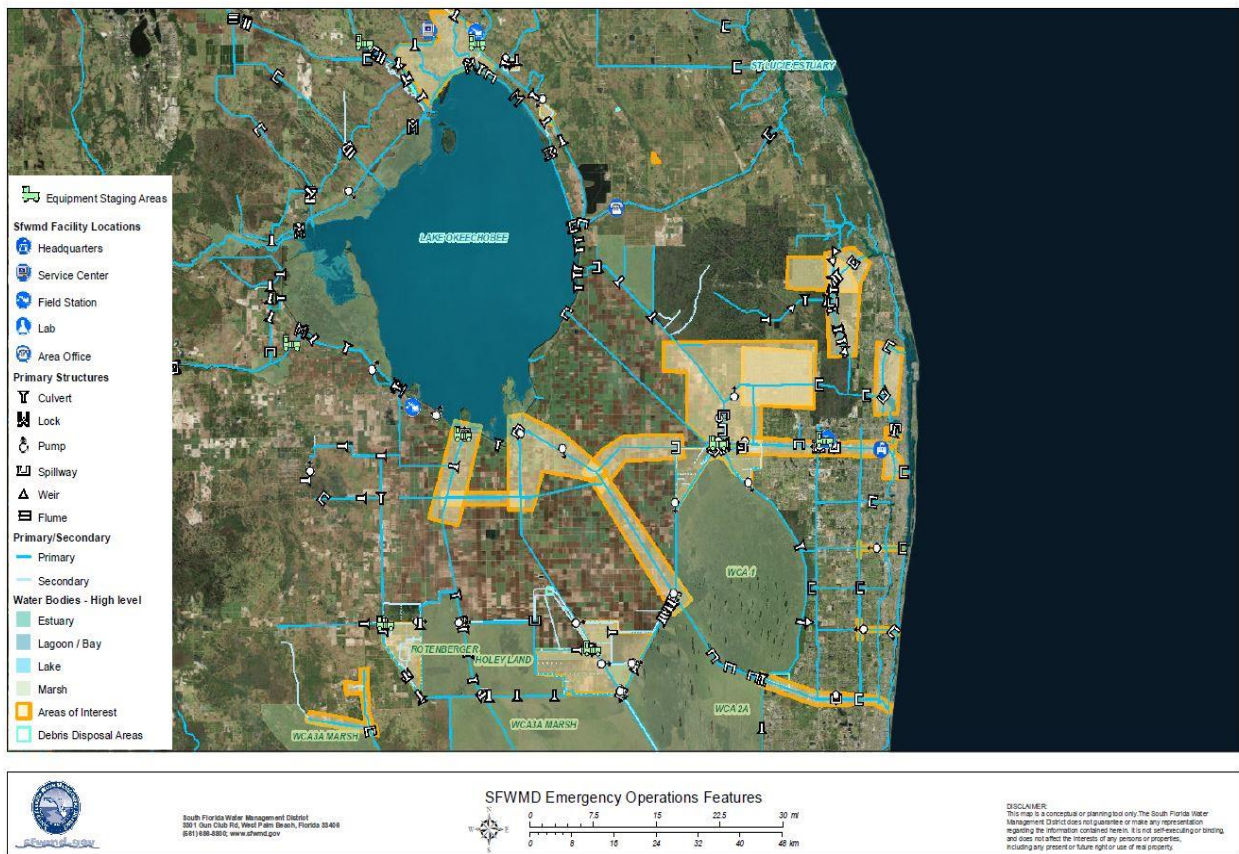 ST LUCIE ESTUARY
LAKE OKEECHOBEE
WCA 1
ROTENBERGER
HOLEY LAND
WCA 2A
WCA3A MARSH
WCA3A MARSH
Equipment Staging Areas
Sfwmd Facility Locations
Headquarters
Service Center
Field Station
Lab
Area Office
Primary Structures
Culvert
Lock
Pump
Spillway
Weir
Flume
Primary/Secondary
Primary
Secondary
Water Bodies - High level
Estuary
Lagoon / Bay
Lake
Marsh
Areas of Interest
Debris Disposal Areas
sfwmd.gov
South Florida Water Management District
3301 Gun Club Rd, West Palm Beach, Florida 33406
(561) 686-8800; www.sfwmd.gov
SFWMD Emergency Operations Features
0 7.5 15 22.5 30 mi
0 8 16 24 32 40 48 km
DISCLAIMER:
This map is a conceptual or planning tool only. The South Florida Water
Management District does not guarantee or make any representation
regarding the information contained herein. It is not self-executing or binding,
and does not affect the interests of any persons or properties,
including any present or future right or use of real property.